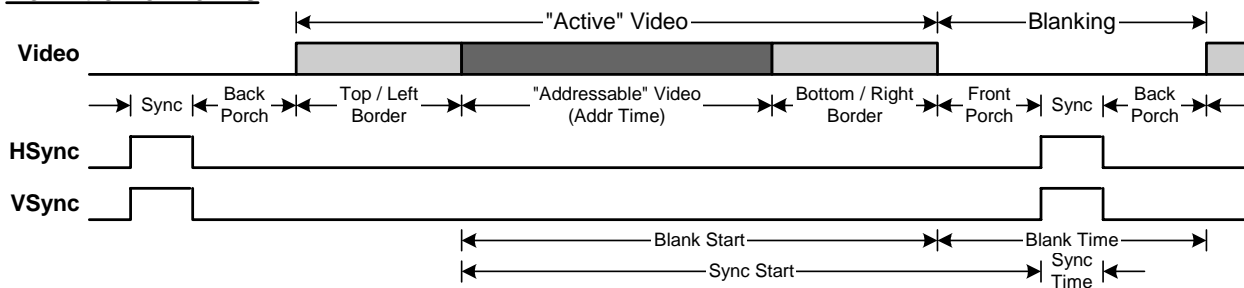 "Active" Video Blanking
Video
Sync Back Porch Top / Left Border "Addressable" Video (Addr Time) Bottom / Right Border Front Porch Sync Back Porch
HSync
VSync
Blank Start Blank Time
Sync Start Sync Time